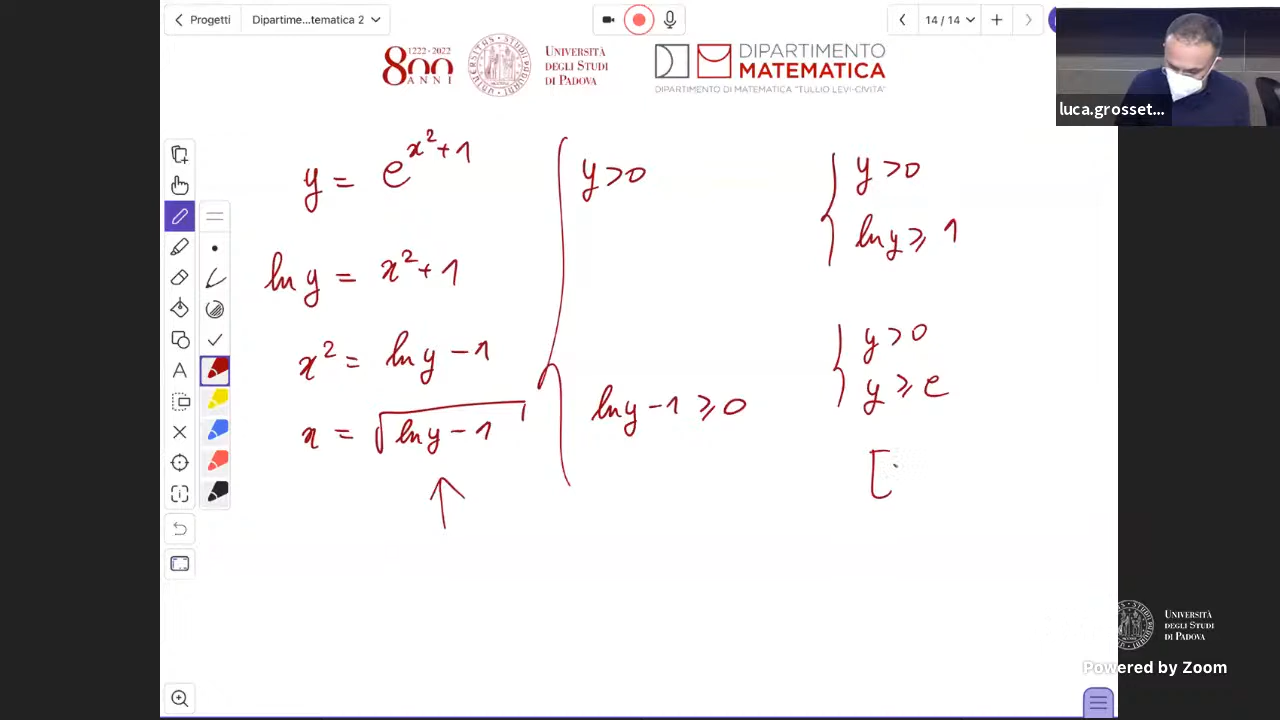 Progetti
Dipartime...tematica 2
14 / 14
1222·2022
800
ANNI
UNIVERSITÀ
DEGLI STUDI
DI PADOVA
DIPARTIMENTO
MATEMATICA
DIPARTIMENTO DI MATEMATICA "TULLIO LEVI-CIVITA"
luca.grosset...
y = e^{x²+1}
ln y = x²+1
x² = ln y − 1
x = √(ln y − 1)
↑
{ y > 0
ln y − 1 ⩾ 0
{ y > 0
ln y ⩾ 1
{ y > 0
y ⩾ e
[
A
UNIVERSITÀ
DEGLI STUDI
DI PADOVA
Powered by Zoom